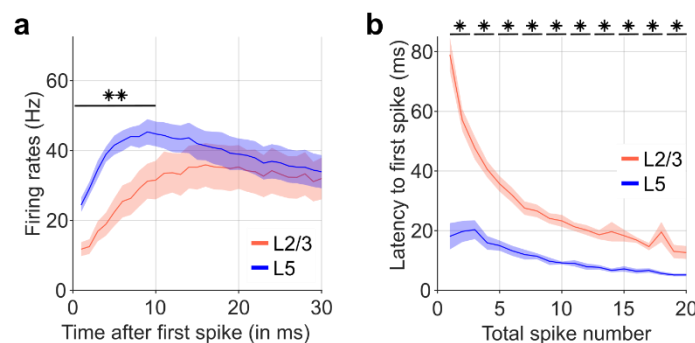 a
60
40
20
0
Firing rates (Hz)
**
L2/3
L5
0 10 20 30
Time after first spike (in ms)
b
* * * * * * * * * *
80
60
40
20
0
Latency to first spike (ms)
L2/3
L5
0 5 10 15 20
Total spike number